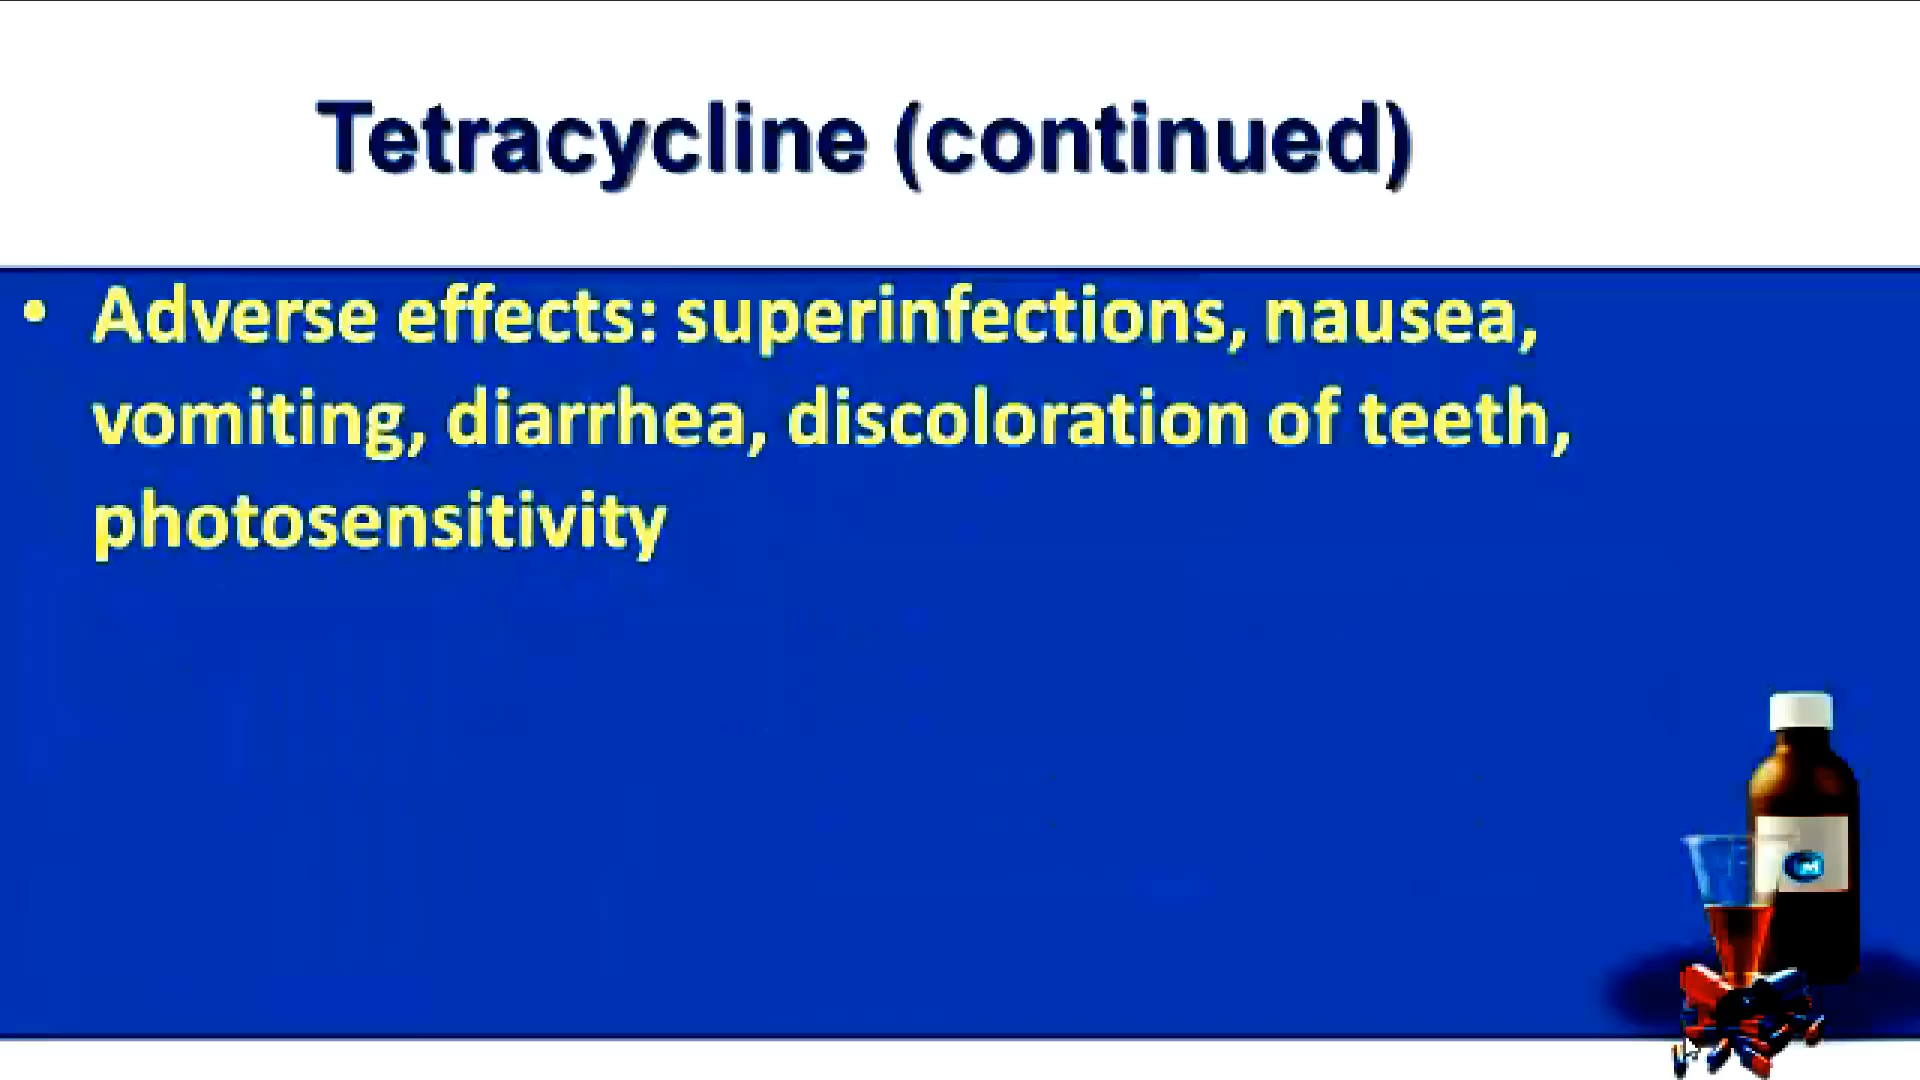 Tetracycline (continued)
• Adverse effects: superinfections, nausea,
vomiting, diarrhea, discoloration of teeth,
photosensitivity